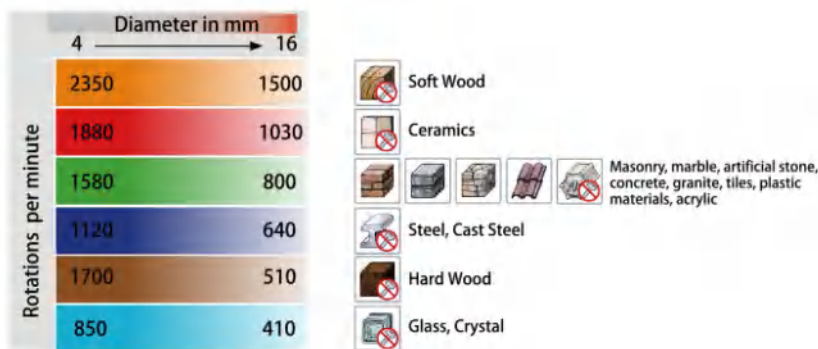 Diameter in mm
4 16
Rotations per minute
2350 1500 Soft Wood
1880 1030 Ceramics
1580 800 Masonry, marble, artificial stone,
concrete, granite, tiles, plastic
materials, acrylic
1120 640 Steel, Cast Steel
1700 510 Hard Wood
850 410 Glass, Crystal